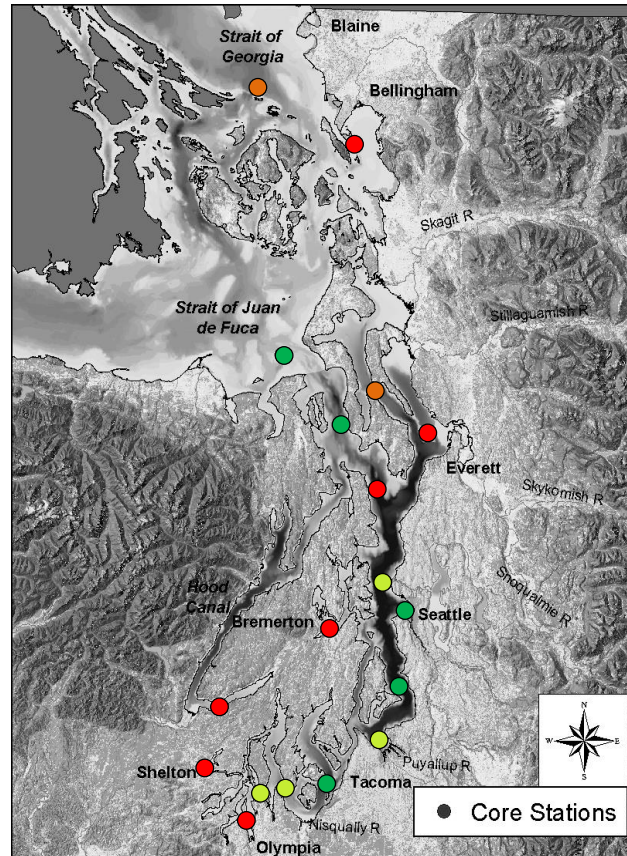 Blaine
Strait of
Georgia
Bellingham
Skagit R
Strait of Juan
de Fuca
Stillaguamish R
Everett
Skykomish R
Snoqualmie R
Hood
Canal
Bremerton
Seattle
N
W
E
S
Puyallup R
Shelton
Tacoma
Nisqually R
Core Stations
Olympia